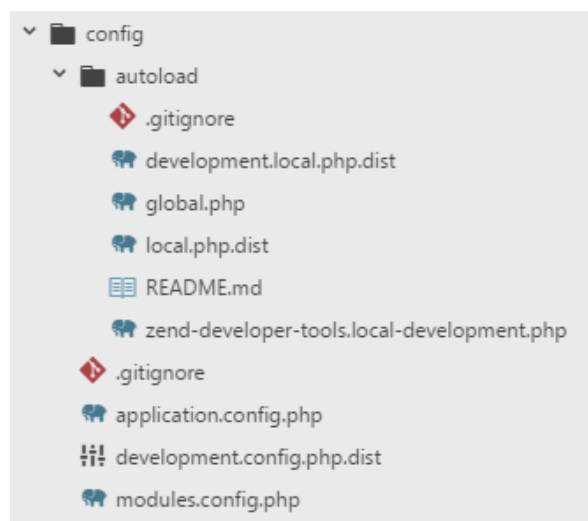 config
autoload
.gitignore
development.local.php.dist
global.php
local.php.dist
README.md
zend-developer-tools.local-development.php
.gitignore
application.config.php
development.config.php.dist
modules.config.php